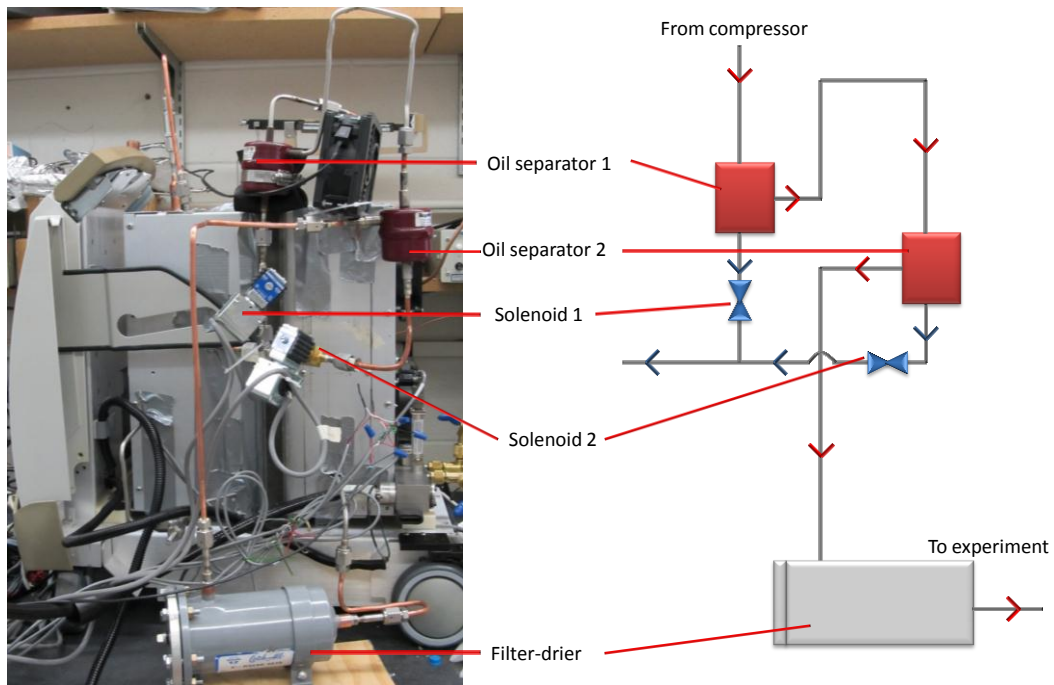 From compressor
Oil separator 1
Oil separator 2
Solenoid 1
Solenoid 2
To experiment
Filter-drier